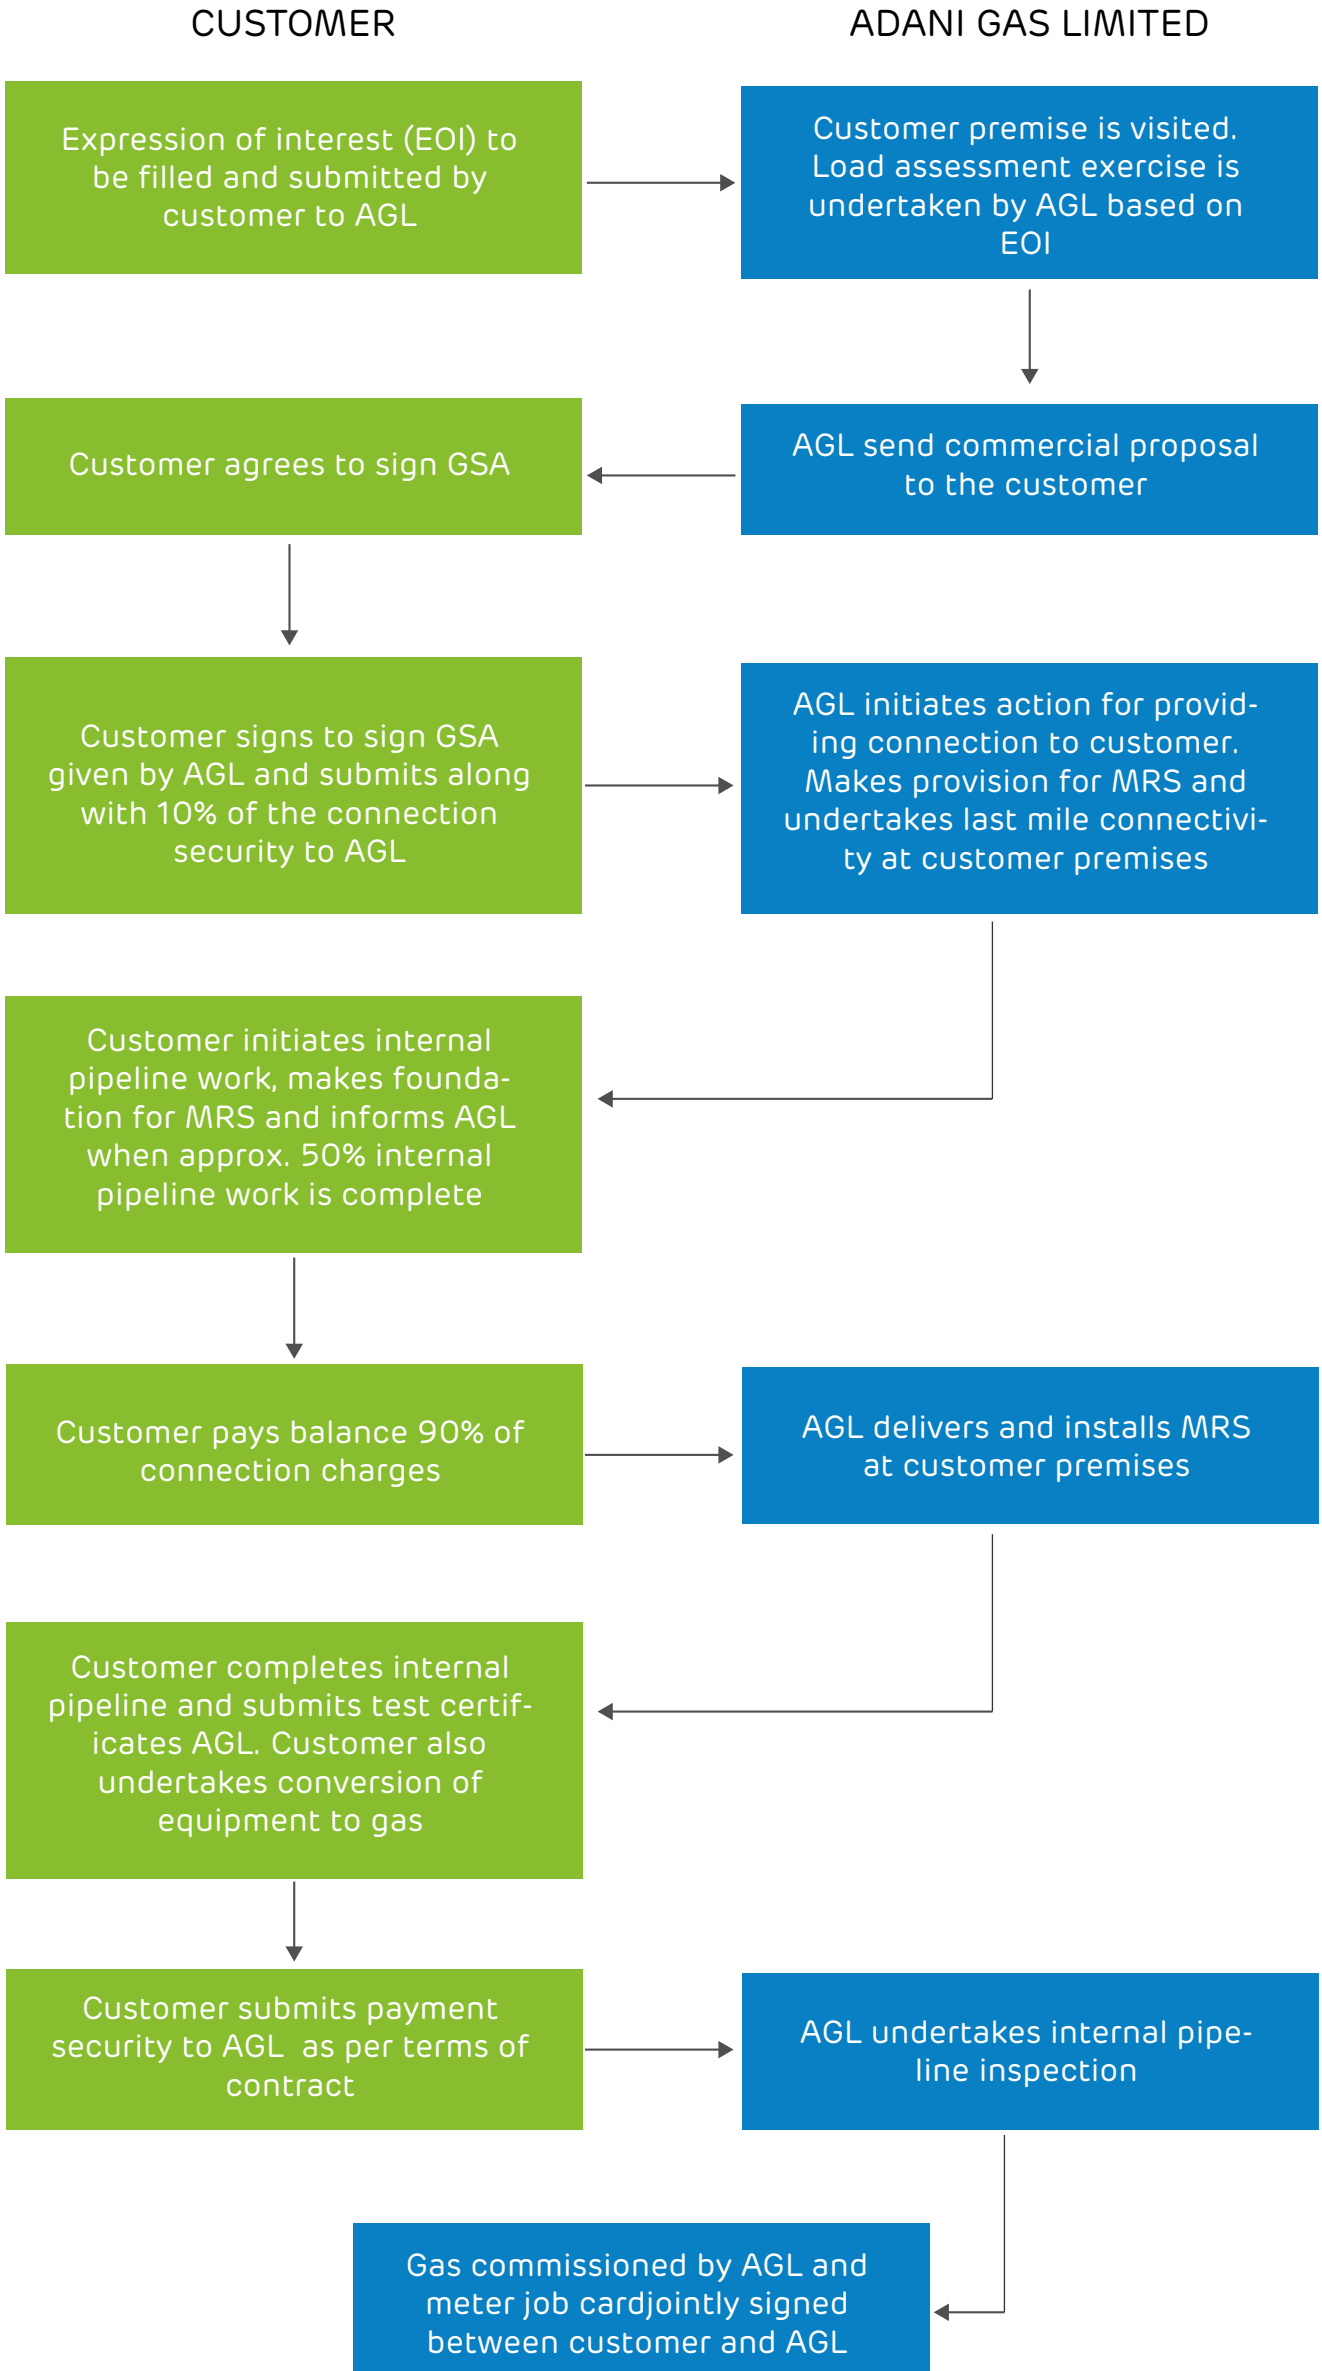 CUSTOMER
ADANI GAS LIMITED
Expression of interest (EOI) to
be filled and submitted by
customer to AGL
Customer premise is visited.
Load assessment exercise is
undertaken by AGL based on
EOI
AGL send commercial proposal
to the customer
Customer agrees to sign GSA
Customer signs to sign GSA
given by AGL and submits along
with 10% of the connection
security to AGL
AGL initiates action for provid-
ing connection to customer.
Makes provision for MRS and
undertakes last mile connectivi-
ty at customer premises
Customer initiates internal
pipeline work, makes founda-
tion for MRS and informs AGL
when approx. 50% internal
pipeline work is complete
Customer pays balance 90% of
connection charges
AGL delivers and installs MRS
at customer premises
Customer completes internal
pipeline and submits test certif-
icates AGL. Customer also
undertakes conversion of
equipment to gas
Customer submits payment
security to AGL  as per terms of
contract
AGL undertakes internal pipe-
line inspection
Gas commissioned by AGL and
meter job cardjointly signed
between customer and AGL